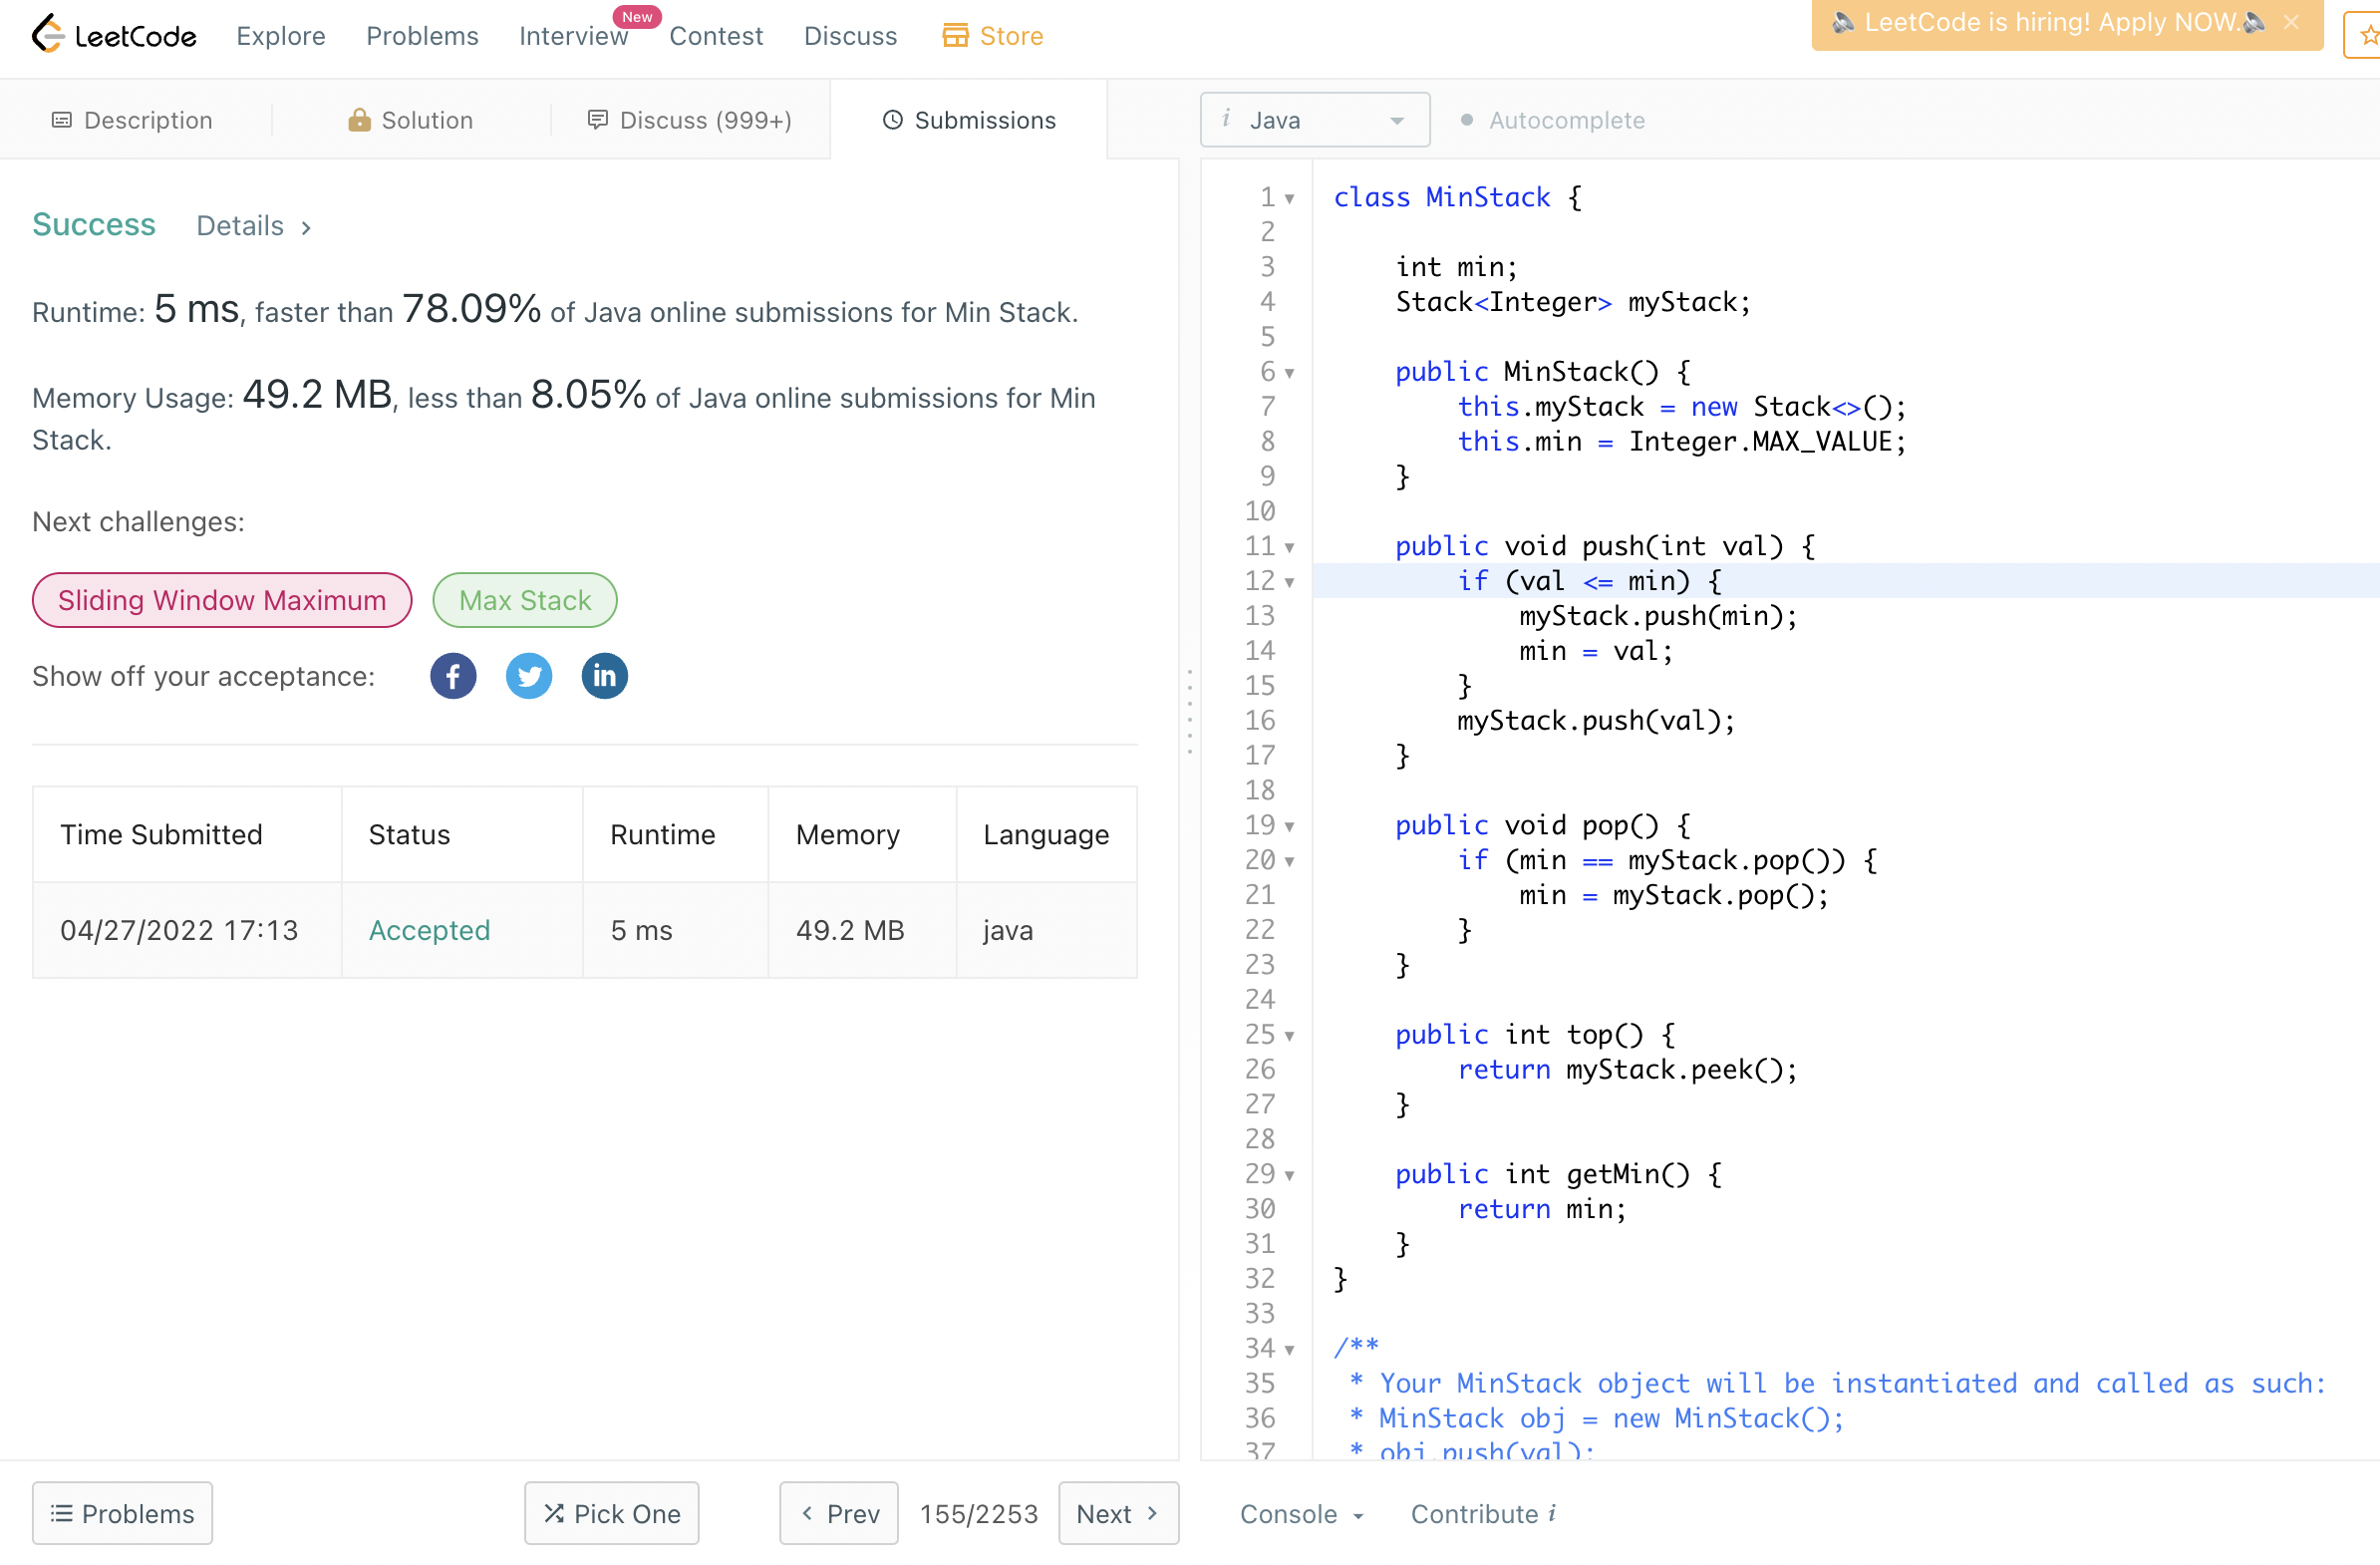 LeetCode Explore Problems Interview New Contest Discuss Store
LeetCode is hiring! Apply NOW.
Description Solution Discuss (999+) Submissions
i Java Autocomplete
Success Details
Runtime: 5 ms, faster than 78.09% of Java online submissions for Min Stack.
Memory Usage: 49.2 MB, less than 8.05% of Java online submissions for Min
Stack.
Next challenges:
Sliding Window Maximum Max Stack
Show off your acceptance:
Time Submitted Status Runtime Memory Language
04/27/2022 17:13 Accepted 5 ms 49.2 MB java
1 class MinStack {
2
3 int min;
4 Stack<Integer> myStack;
5
6 public MinStack() {
7 this.myStack = new Stack<>();
8 this.min = Integer.MAX_VALUE;
9 }
10
11 public void push(int val) {
12 if (val <= min) {
13 myStack.push(min);
14 min = val;
15 }
16 myStack.push(val);
17 }
18
19 public void pop() {
20 if (min == myStack.pop()) {
21 min = myStack.pop();
22 }
23 }
24
25 public int top() {
26 return myStack.peek();
27 }
28
29 public int getMin() {
30 return min;
31 }
32 }
33
34 /**
35 * Your MinStack object will be instantiated and called as such:
36 * MinStack obj = new MinStack();
37 * obj.push(val);
Problems Pick One Prev 155/2253 Next Console Contribute i